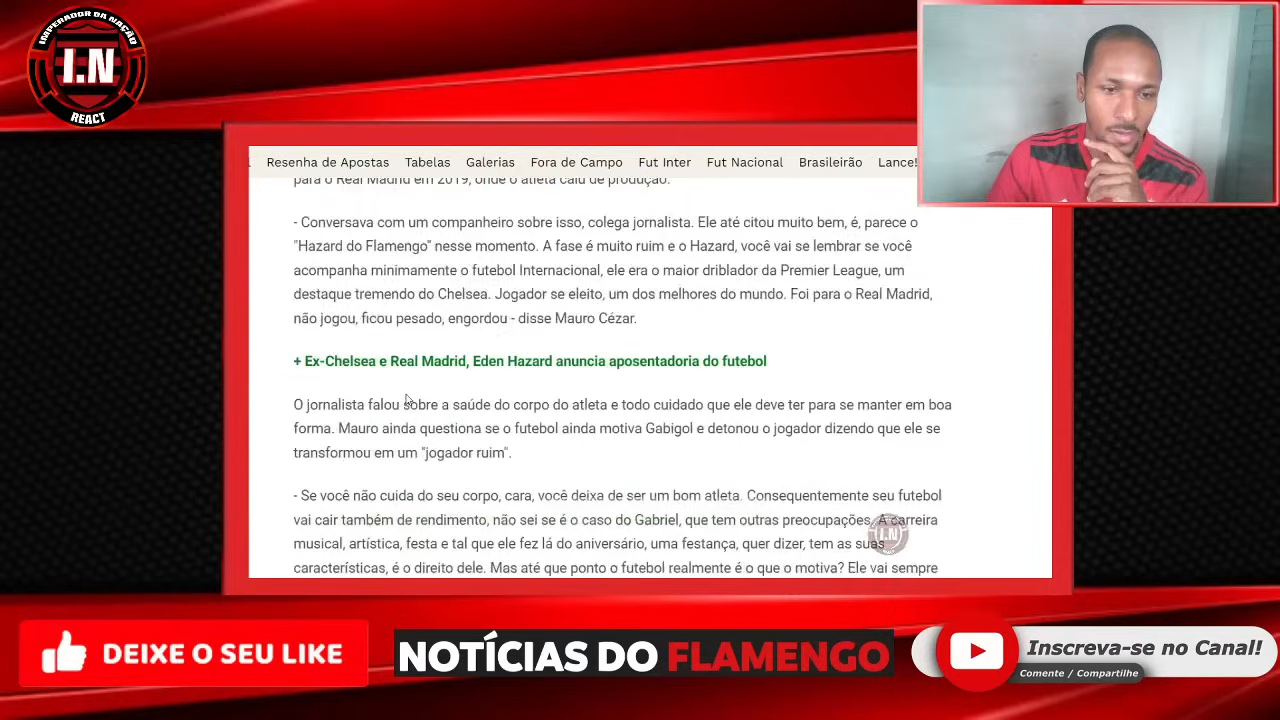 IMPERADOR DA NAÇÃO
I.N
REACT
Resenha de Apostas Tabelas Galerias Fora de Campo Fut Inter Fut Nacional Brasileirão Lance!
para o Real Madrid em 2019, onde o atleta caiu de produção.
- Conversava com um companheiro sobre isso, colega jornalista. Ele até citou muito bem, é, parece o
"Hazard do Flamengo" nesse momento. A fase é muito ruim e o Hazard, você vai se lembrar se você
acompanha minimamente o futebol Internacional, ele era o maior driblador da Premier League, um
destaque tremendo do Chelsea. Jogador se eleito, um dos melhores do mundo. Foi para o Real Madrid,
não jogou, ficou pesado, engordou - disse Mauro Cézar.
+ Ex-Chelsea e Real Madrid, Eden Hazard anuncia aposentadoria do futebol
O jornalista falou sobre a saúde do corpo do atleta e todo cuidado que ele deve ter para se manter em boa
forma. Mauro ainda questiona se o futebol ainda motiva Gabigol e detonou o jogador dizendo que ele se
transformou em um "jogador ruim".
- Se você não cuida do seu corpo, cara, você deixa de ser um bom atleta. Consequentemente seu futebol
vai cair também de rendimento, não sei se é o caso do Gabriel, que tem outras preocupações. A carreira
musical, artística, festa e tal que ele fez lá do aniversário, uma festança, quer dizer, tem as suas
características, é o direito dele. Mas até que ponto o futebol realmente é o que o motiva? Ele vai sempre
I.N
DEIXE O SEU LIKE
NOTÍCIAS DO FLAMENGO
Inscreva-se no Canal!
Comente / Compartilhe